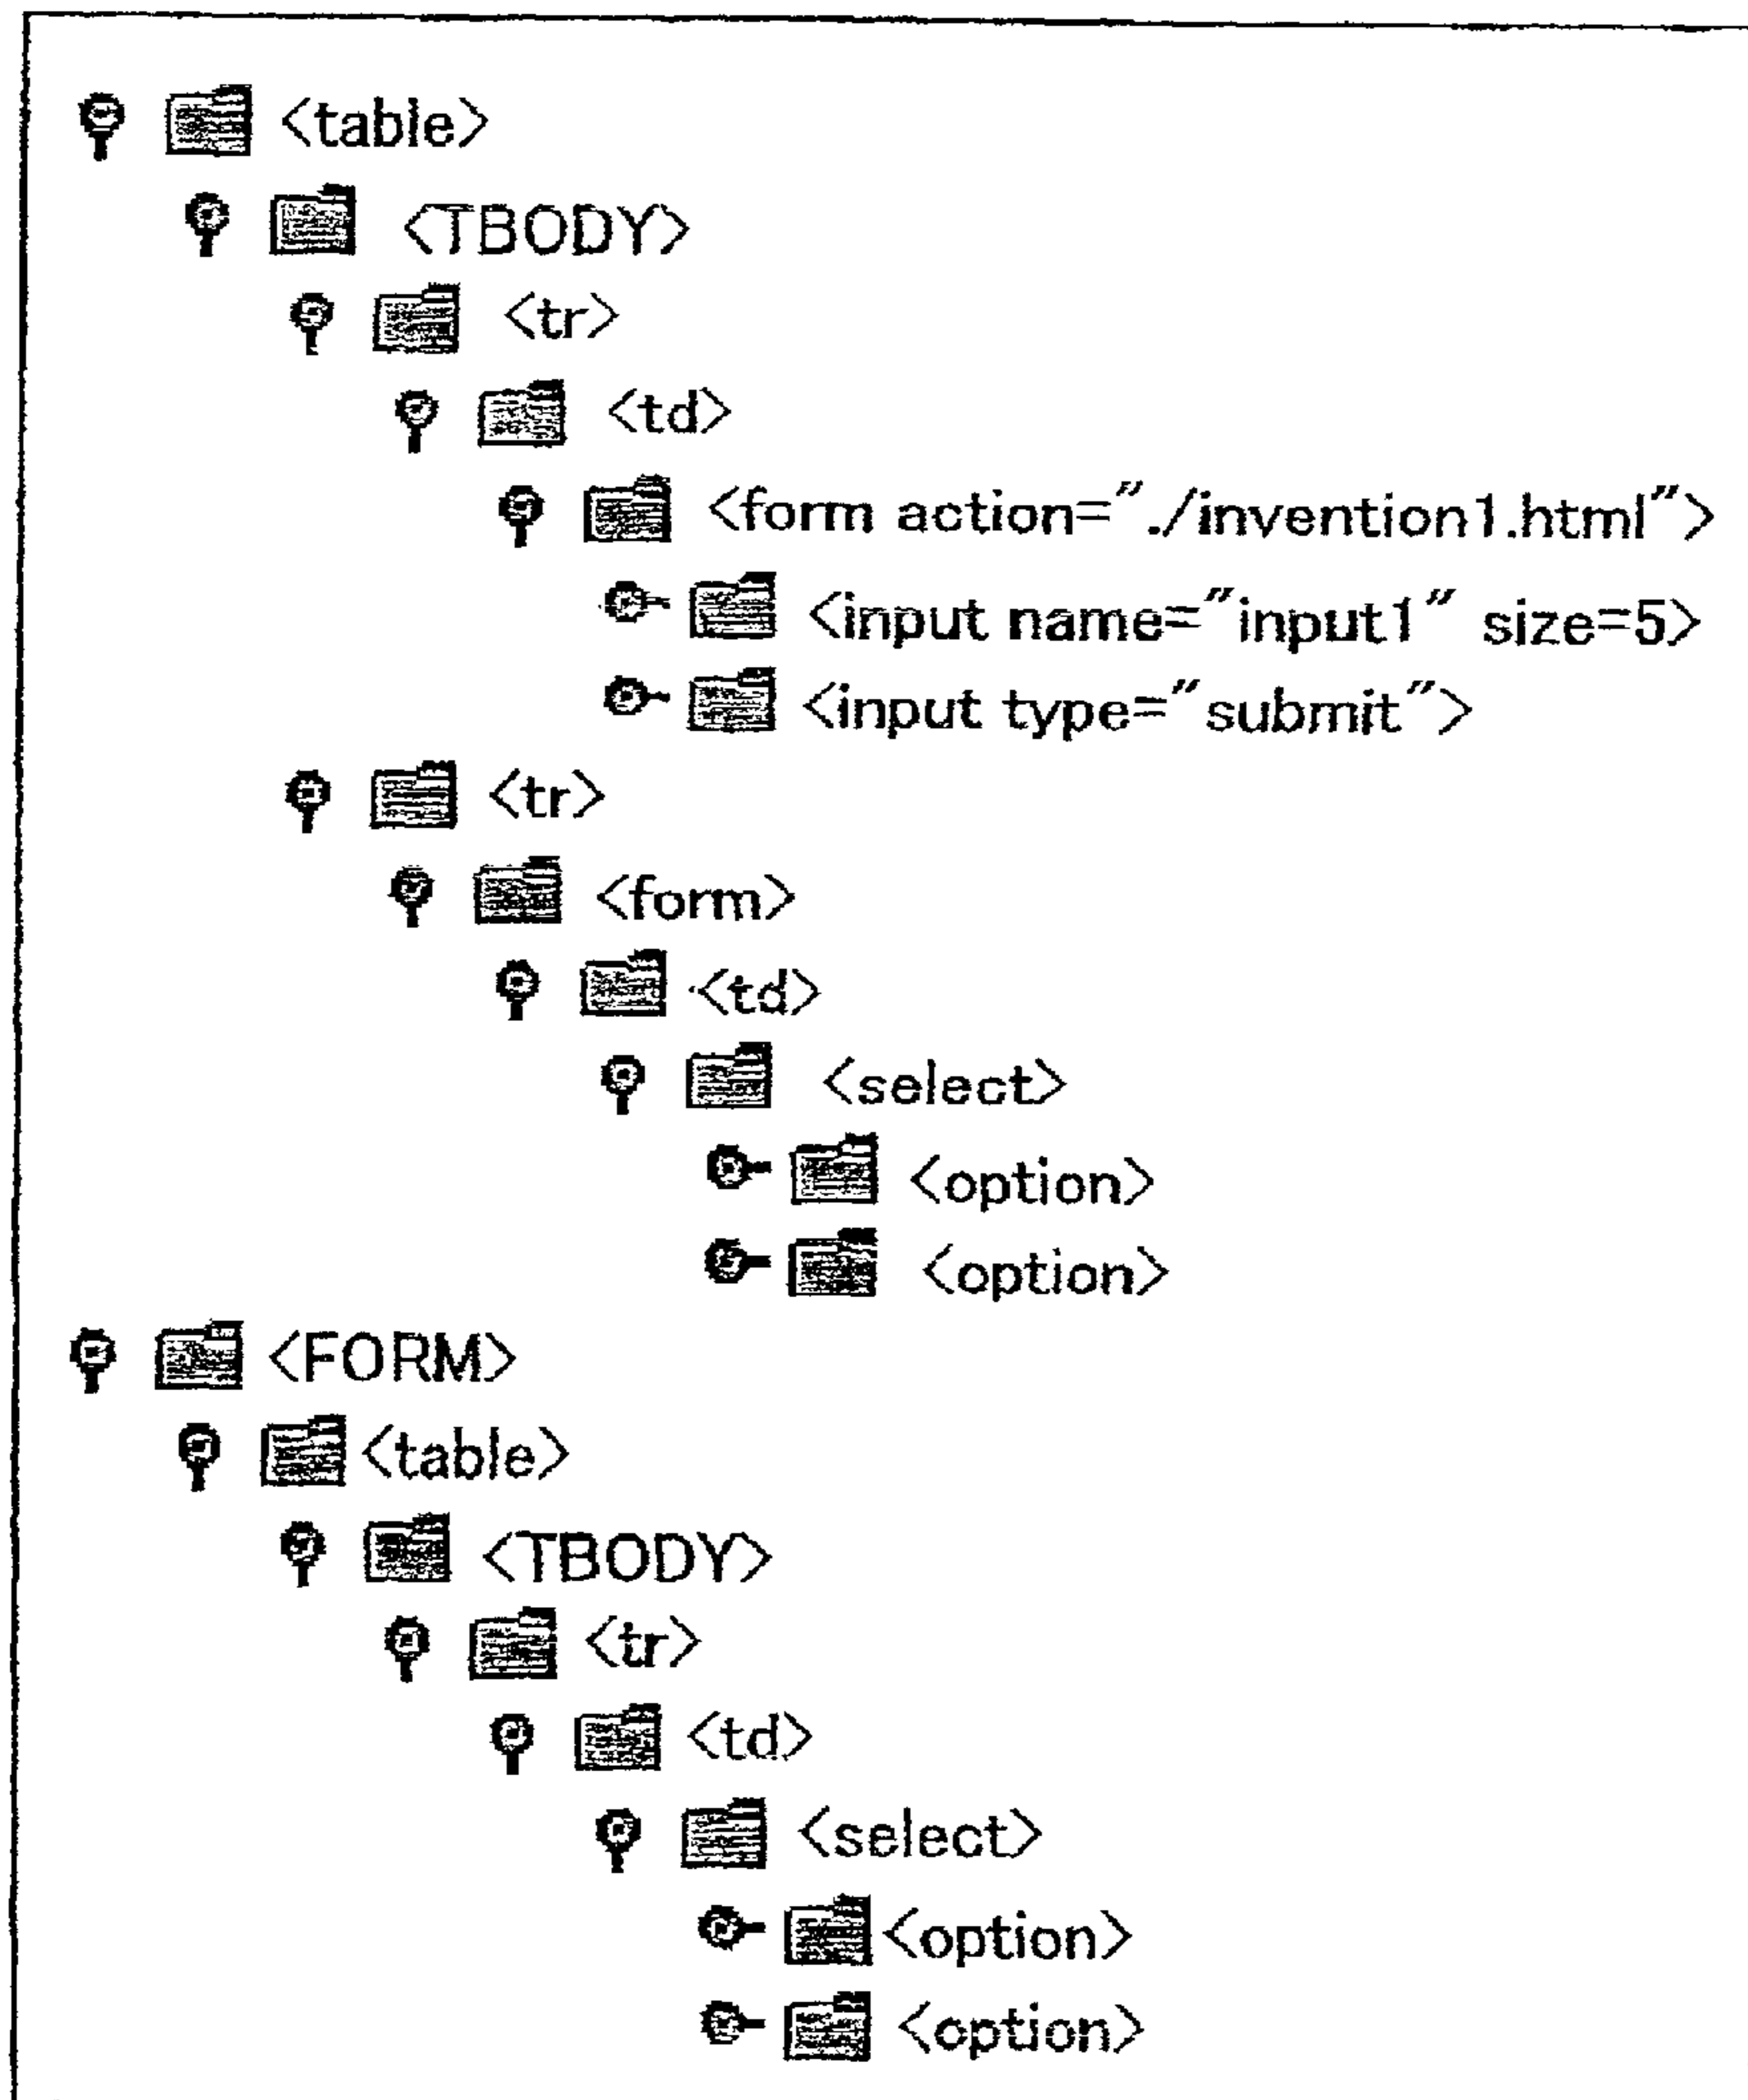 <table>
<TBODY>
<tr>
<td>
<form action="./invention1.html">
<input name="input1" size=5>
<input type="submit">
<tr>
<form>
<td>
<select>
<option>
<option>
<FORM>
<table>
<TBODY>
<tr>
<td>
<select>
<option>
<option>